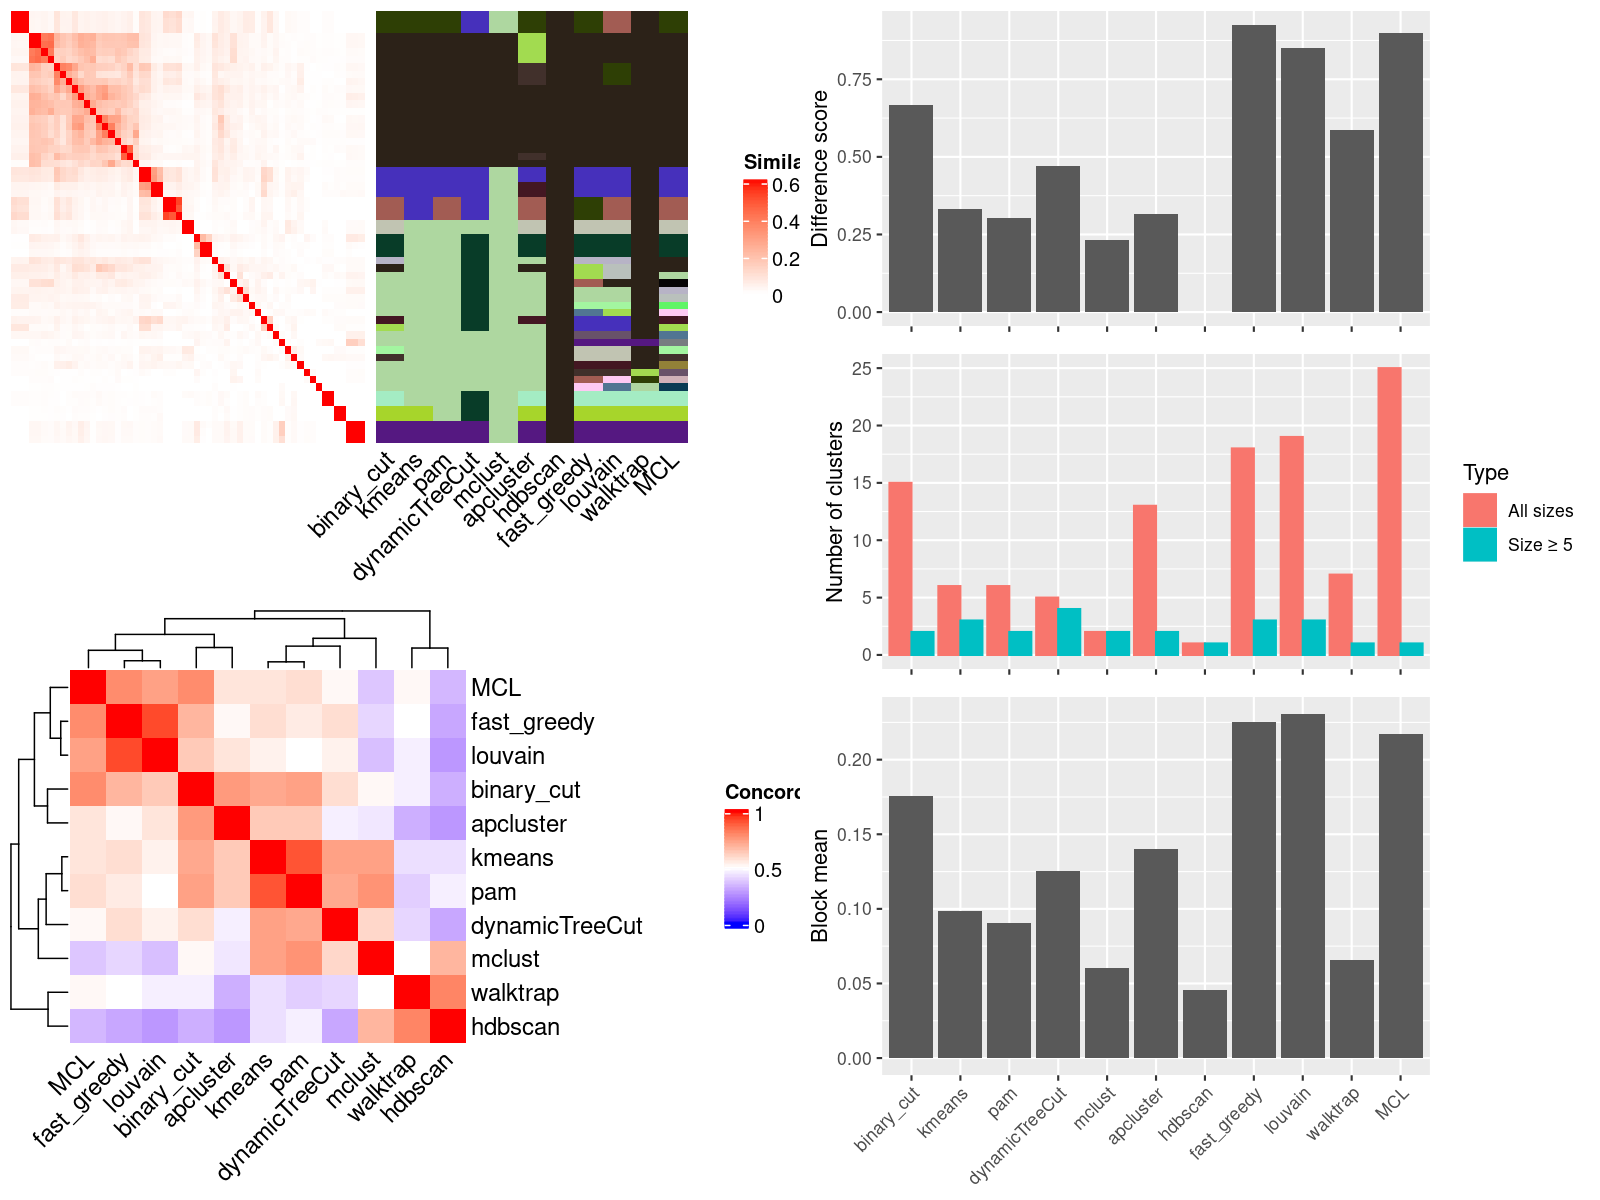 Simila
0.6
0.4
0.2
0
binary_cut
kmeans
pam
dynamicTreeCut
mclust
apcluster
hdbscan
fast_greedy
louvain
walktrap
MCL
Difference score
0.75
0.50
0.25
0.00
Number of clusters
25
20
15
10
5
0
Type
All sizes
Size ≥ 5
MCL
fast_greedy
louvain
binary_cut
apcluster
kmeans
pam
dynamicTreeCut
mclust
walktrap
hdbscan
MCL
fast_greedy
louvain
binary_cut
apcluster
kmeans
pam
dynamicTreeCut
mclust
walktrap
hdbscan
Concord
1
0.5
0
Block mean
0.20
0.15
0.10
0.05
0.00
binary_cut
kmeans
pam
dynamicTreeCut
mclust
apcluster
hdbscan
fast_greedy
louvain
walktrap
MCL